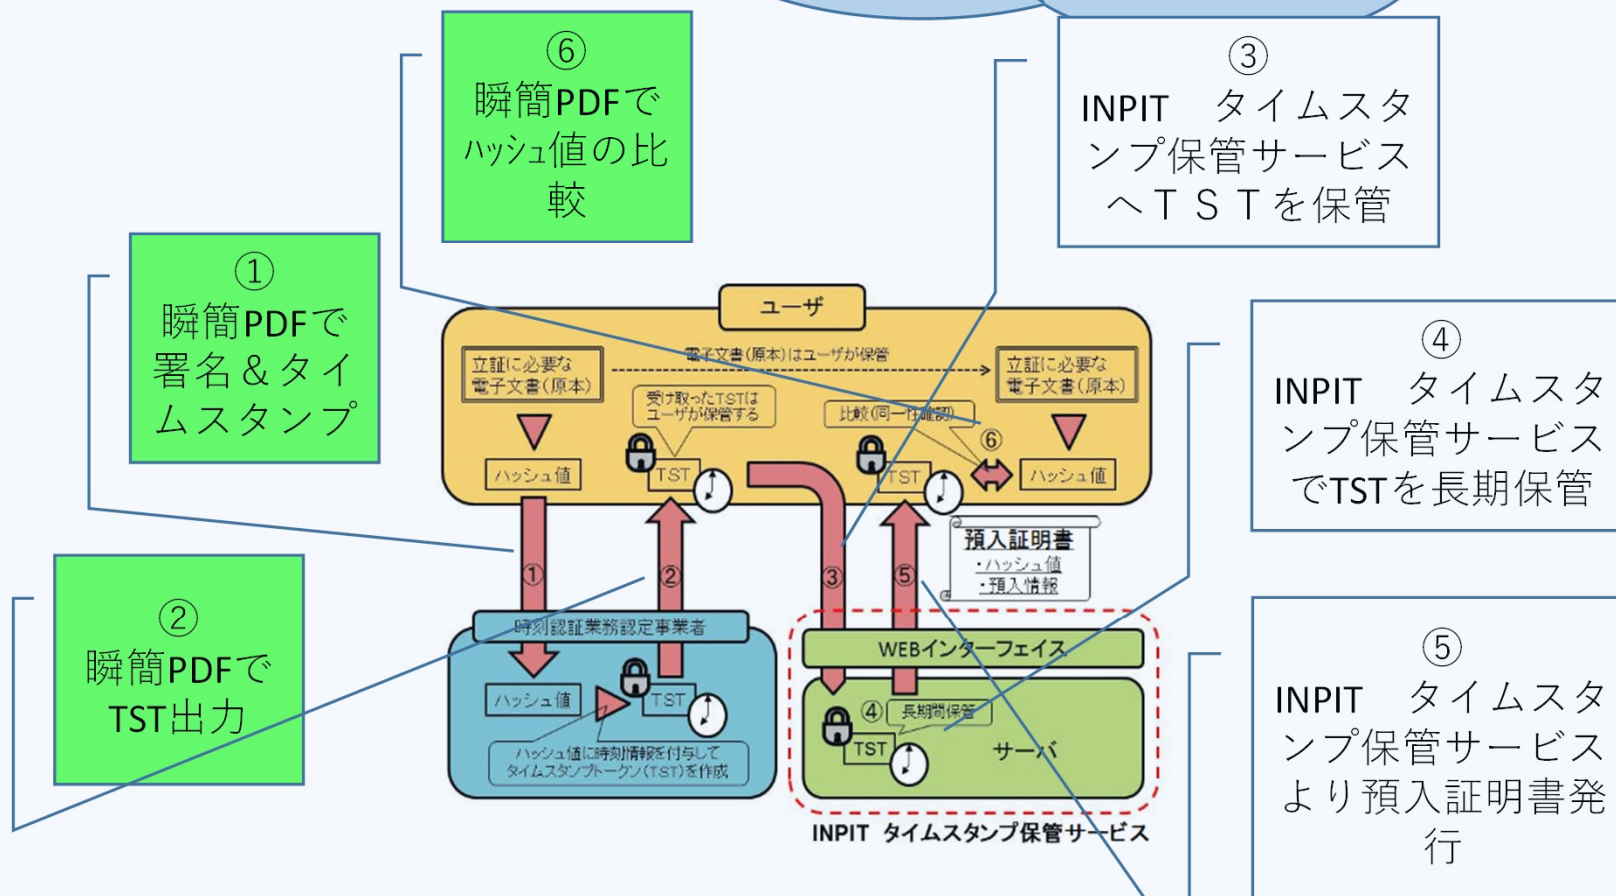 ⑥
瞬簡PDFで
ﾊｯｼｭ値の比
較
③
INPIT　タイムスタ
ンプ保管サービス
へＴＳＴを保管
①
瞬簡PDFで
署名＆タイ
ムスタンプ
④
INPIT　タイムスタ
ンプ保管サービス
でTSTを長期保管
②
瞬簡PDFで
TST出力
⑤
INPIT　タイムスタ
ンプ保管サービス
より預入証明書発
行
ユーザ
立証に必要な
電子文書(原本)
電子文書(原本)はユーザが保管
立証に必要な
電子文書(原本)
受け取ったTSTは
ユーザが保管する
比較(同一性確認)
⑥
ハッシュ値
TST
TST
ハッシュ値
預入証明書
・ハッシュ値
・預入情報
①
②
③
⑤
時刻認証業務認定事業者
ハッシュ値
TST
ハッシュ値に時刻情報を付与して
タイムスタンプトークン(TST)を作成
WEBインターフェイス
④
長期間保管
TST
サーバ
INPIT タイムスタンプ保管サービス